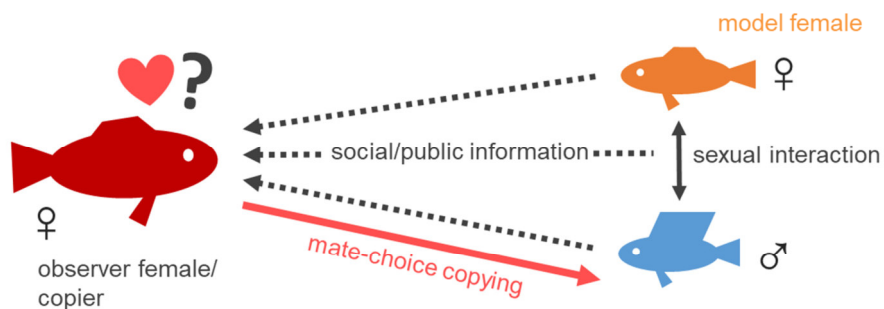 model female
?
♀
social/public information
sexual interaction
♀
mate-choice copying
♂
observer female/
copier